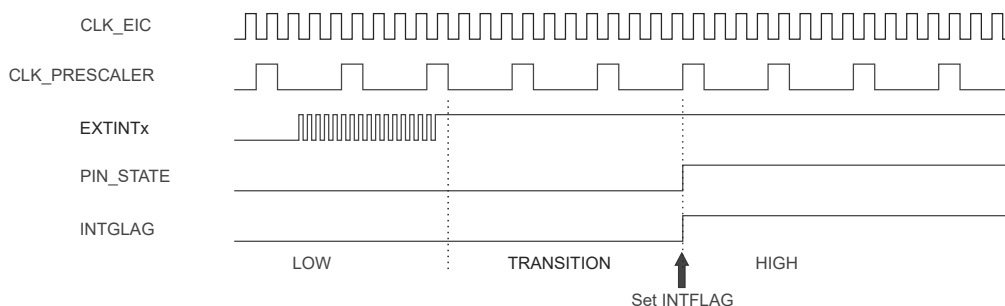 CLK_EIC
CLK_PRESCALER
EXTINTx
PIN_STATE
INTGLAG
LOW TRANSITION HIGH
Set INTFLAG